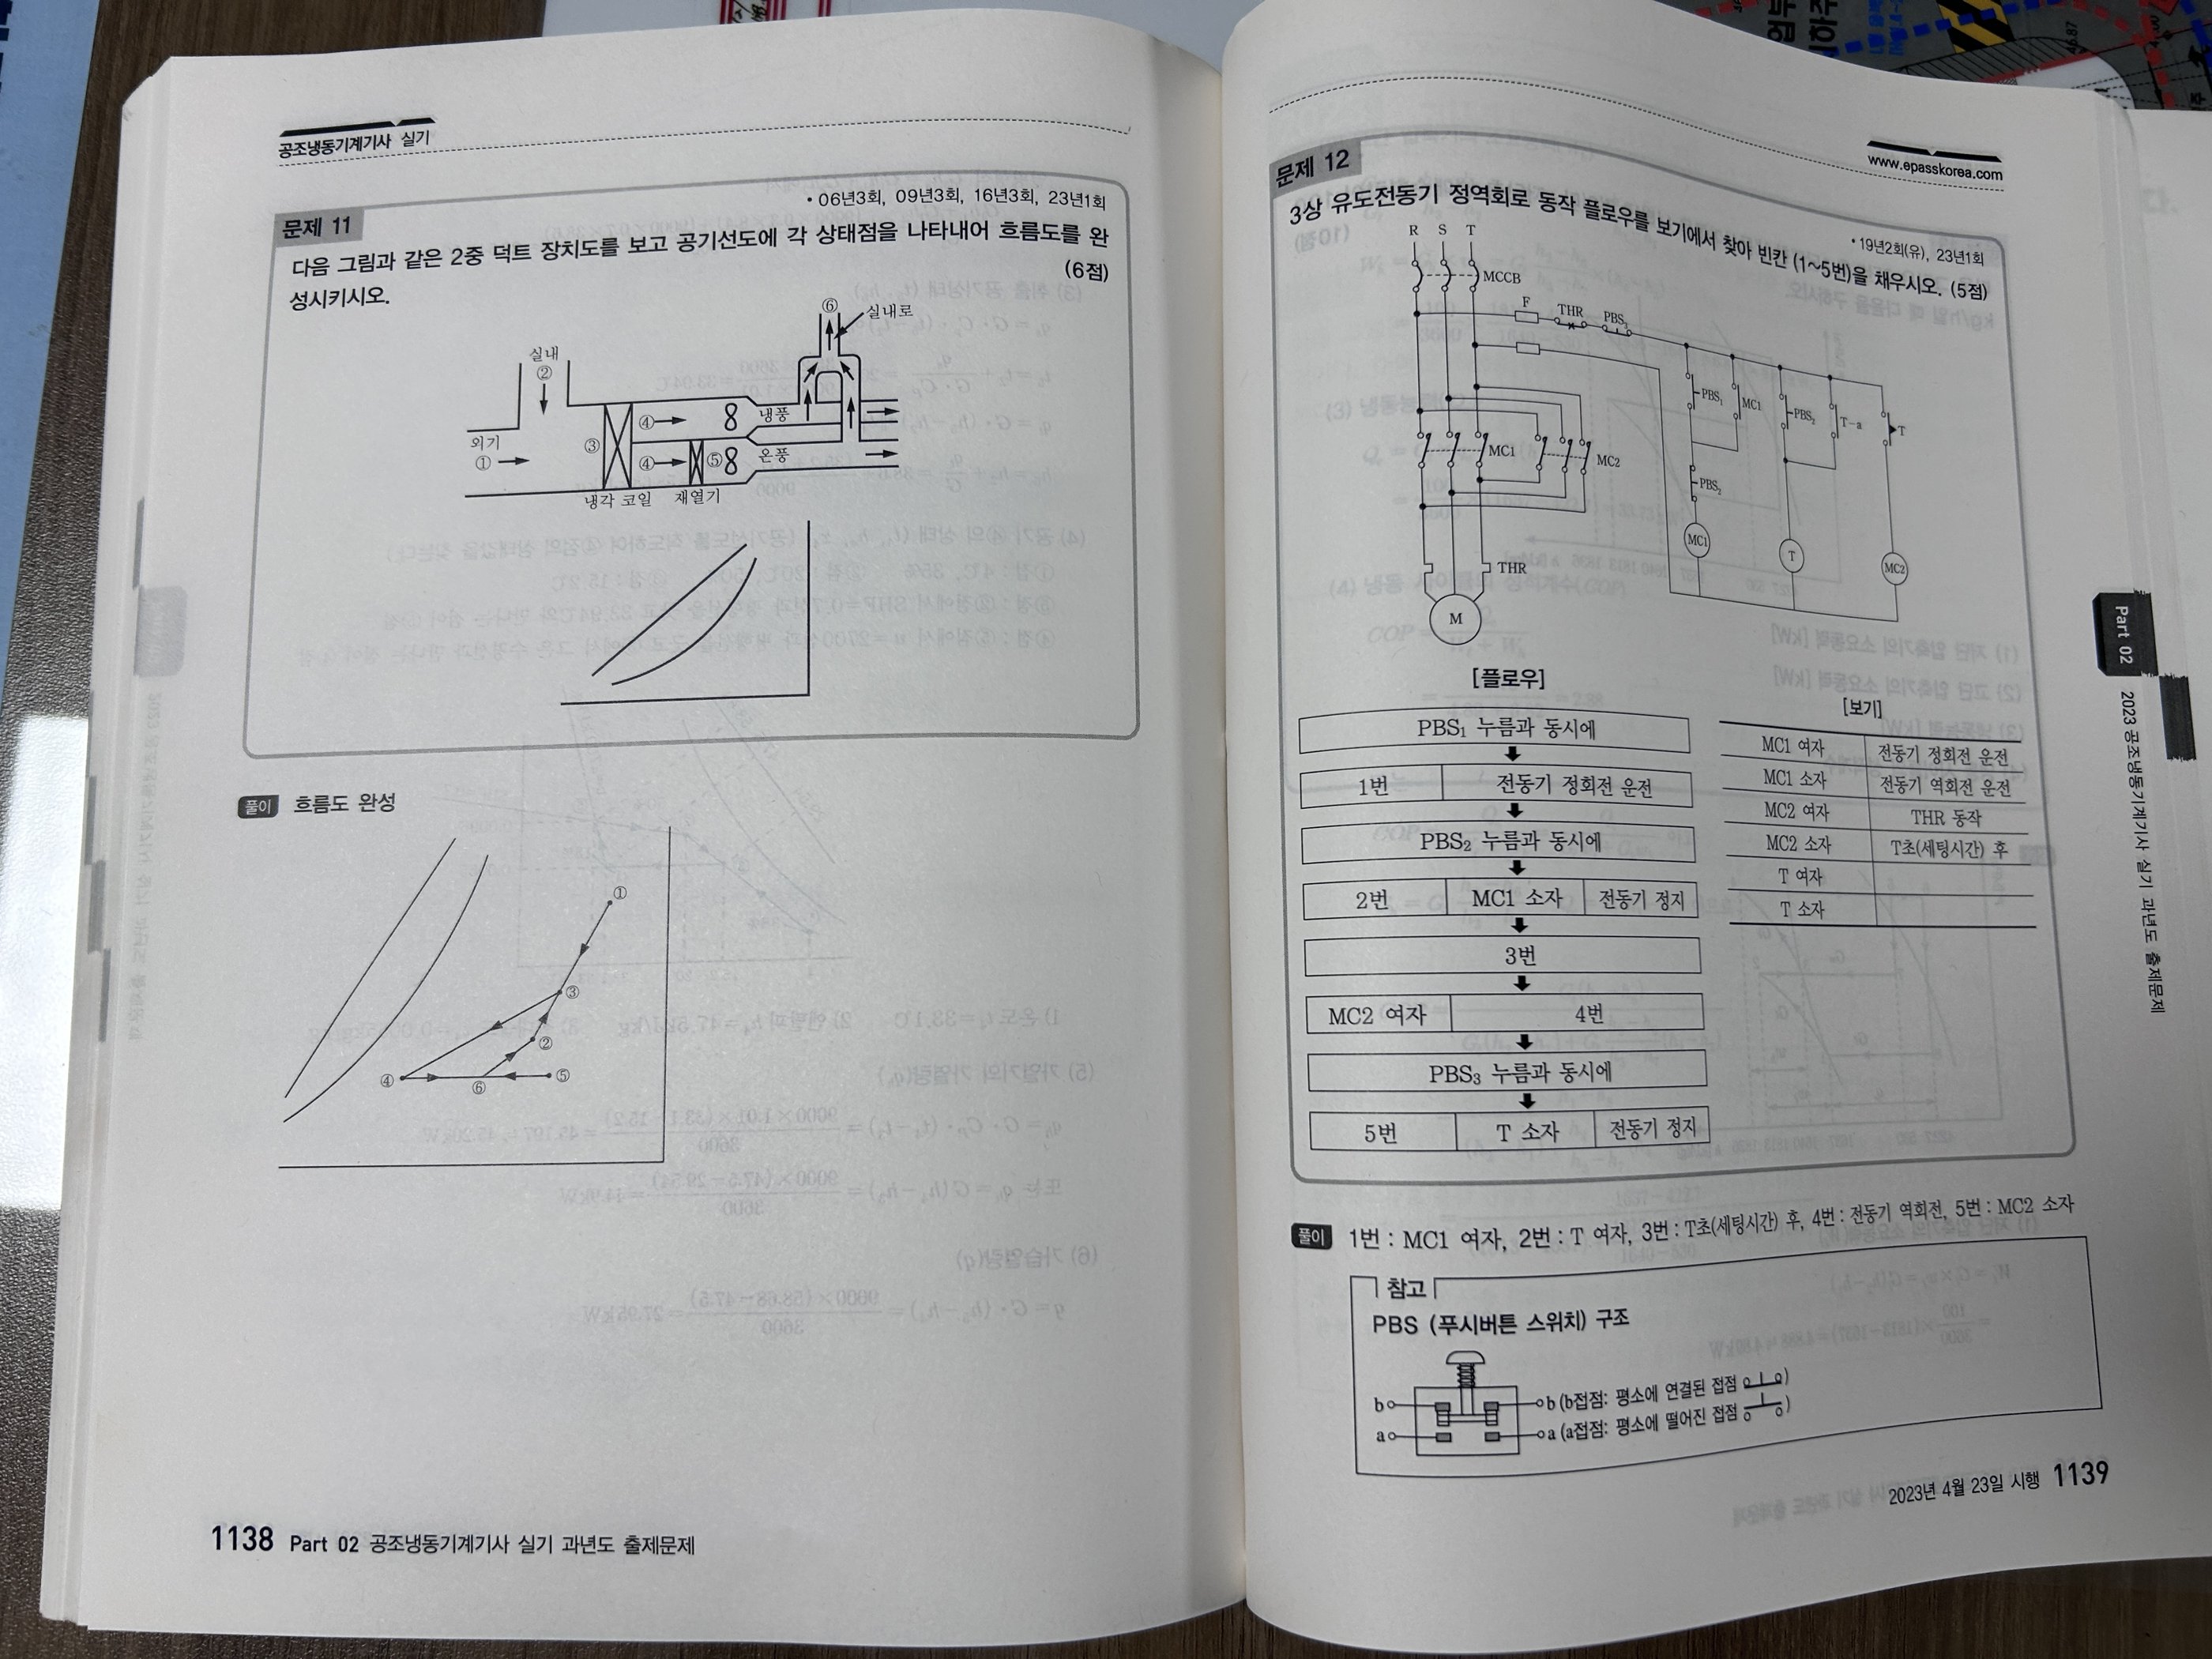 공조냉동기계기사 실기
문제 11
• 06년3회, 09년3회, 16년3회, 23년1회
다음 그림과 같은 2중 덕트 장치도를 보고 공기선도에 각 상태점을 나타내어 흐름도를 완
성시키시오.
(6점)
⑥
실내로
실내
②
외기
①
③
④
④
⑤
냉풍
온풍
냉각 코일
재열기
풀이 흐름도 완성
①
③
②
④
⑥
⑤
1138 Part 02 공조냉동기계기사 실기 과년도 출제문제
www.epasskorea.com
문제 12
• 19년2회(유), 23년1회
3상 유도전동기 정역회로 동작 플로우를 보기에서 찾아 빈칸 (1~5번)을 채우시오. (5점)
R S T
MCCB
F
THR
PBS3
PBS1
MC1
PBS2
T-a
T
MC1
MC2
PBS2
MC1
T
MC2
THR
M
[플로우]
PBS1 누름과 동시에
1번 전동기 정회전 운전
PBS2 누름과 동시에
2번 MC1 소자 전동기 정지
3번
MC2 여자 4번
PBS3 누름과 동시에
5번 T 소자 전동기 정지
[보기]
MC1 여자 전동기 정회전 운전
MC1 소자 전동기 역회전 운전
MC2 여자 THR 동작
MC2 소자 T초(세팅시간) 후
T 여자
T 소자
풀이 1번 : MC1 여자, 2번 : T 여자, 3번 : T초(세팅시간) 후, 4번 : 전동기 역회전, 5번 : MC2 소자
참고
PBS (푸시버튼 스위치) 구조
b b (b접점: 평소에 연결된 접점 )
a a (a접점: 평소에 떨어진 접점 )
2023년 4월 23일 시행 1139
Part 02
2023 공조냉동기계기사 실기 과년도 출제문제